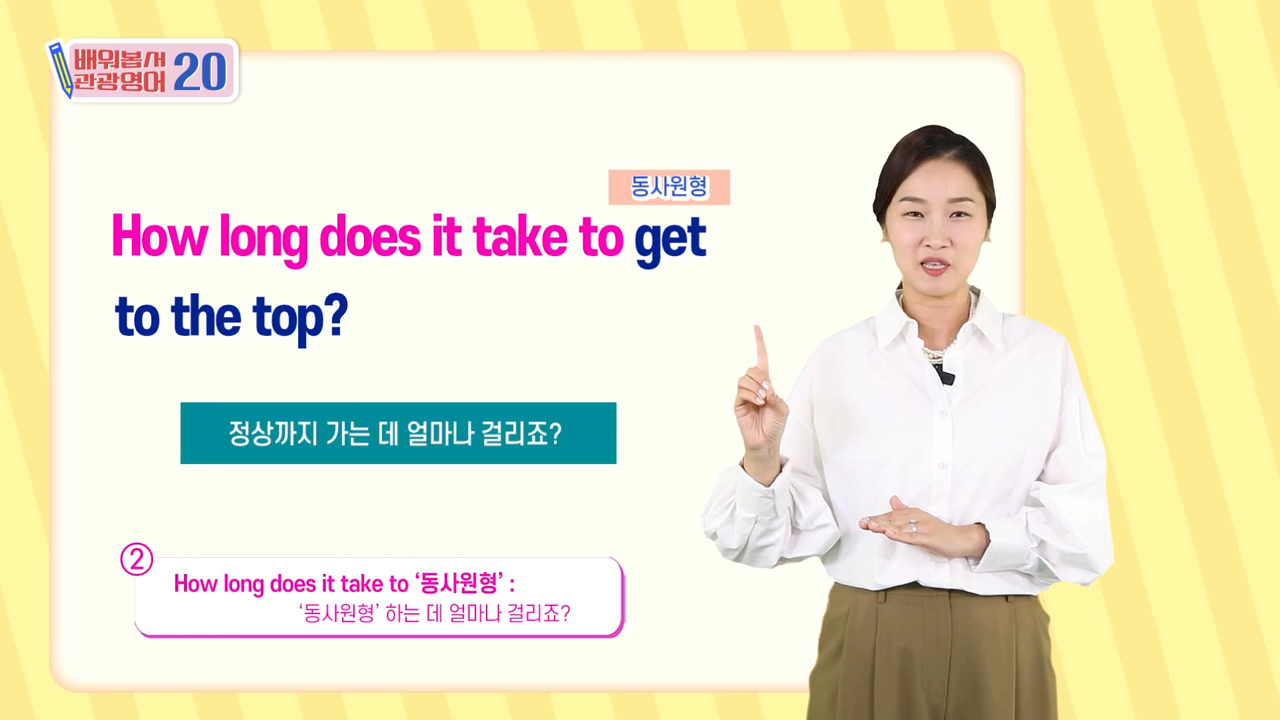 배워봅서
관광영어 20
동사원형
How long does it take to get
to the top?
정상까지 가는 데 얼마나 걸리죠?
②
How long does it take to ‘동사원형’ :
‘동사원형’ 하는 데 얼마나 걸리죠?